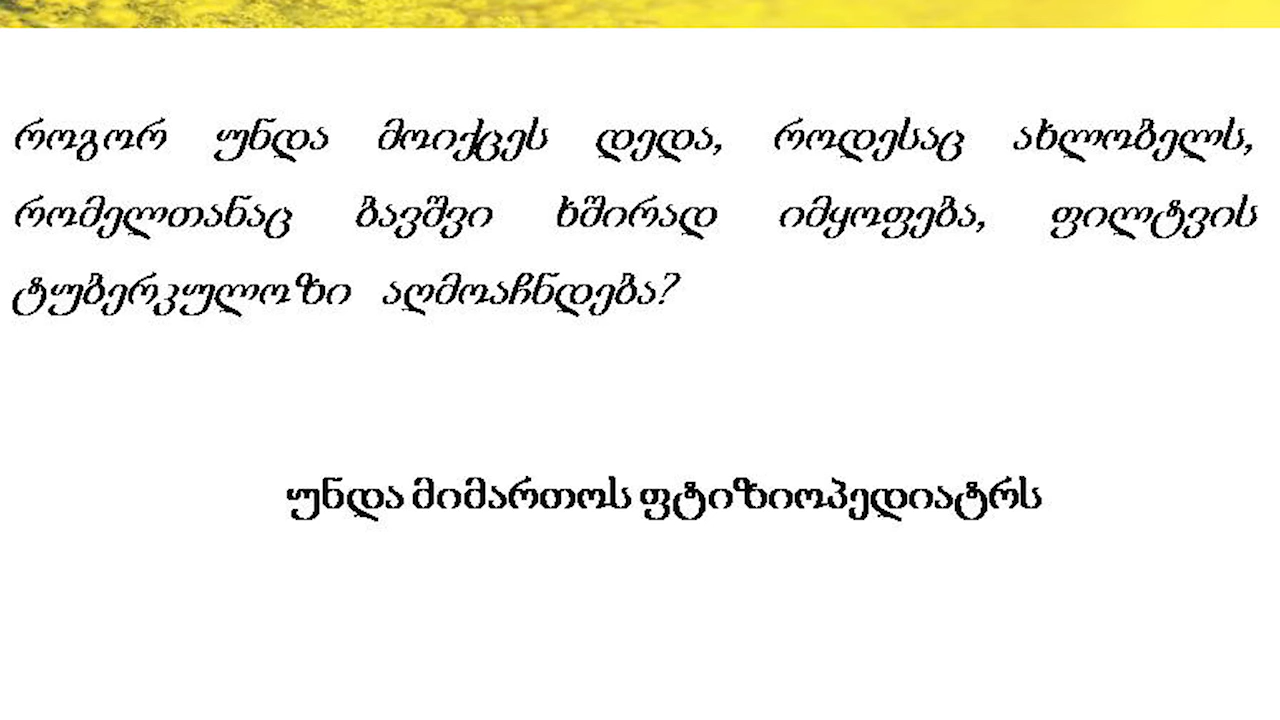 როგორ უნდა მოიქცეს დედა, როდესაც ახლობელს,
რომელთანაც ბავშვი ხშირად იმყოფება, ფილტვის
ტუბერკულოზი აღმოაჩნდება?
უნდა მიმართოს ფტიზიოპედიატრს